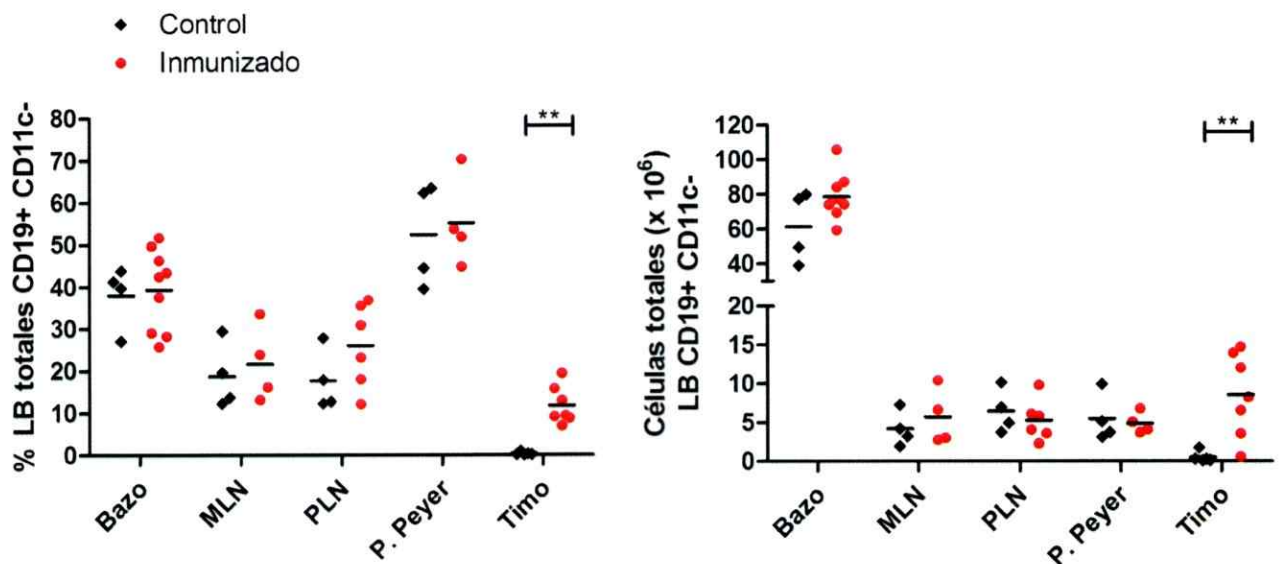 Control
Inmunizado
% LB totales CD19+ CD11c-
80
70
60
50
40
30
20
10
0
**
Bazo
MLN
PLN
P. Peyer
Timo
Células totales (x 10⁶)
LB CD19+ CD11c-
120
100
80
60
40
20
15
10
5
0
**
Bazo
MLN
PLN
P. Peyer
Timo